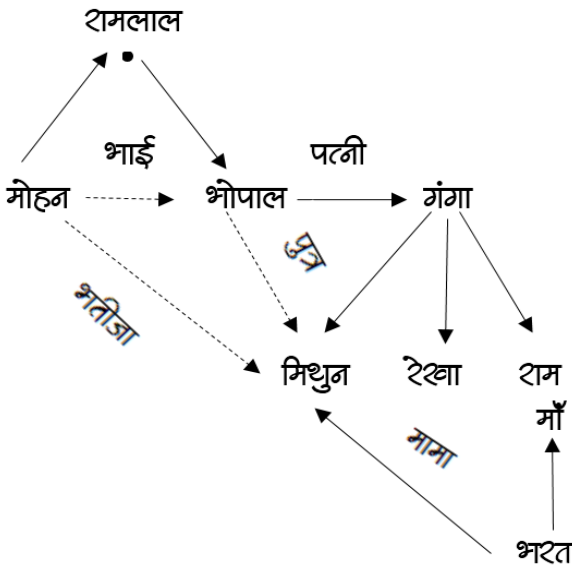 रामलाल
भाई
पत्नी
मोहन
भोपाल
गंगा
पुत्र
भतीजा
मिथुन
रेखा
राम
माँ
मामा
भरत